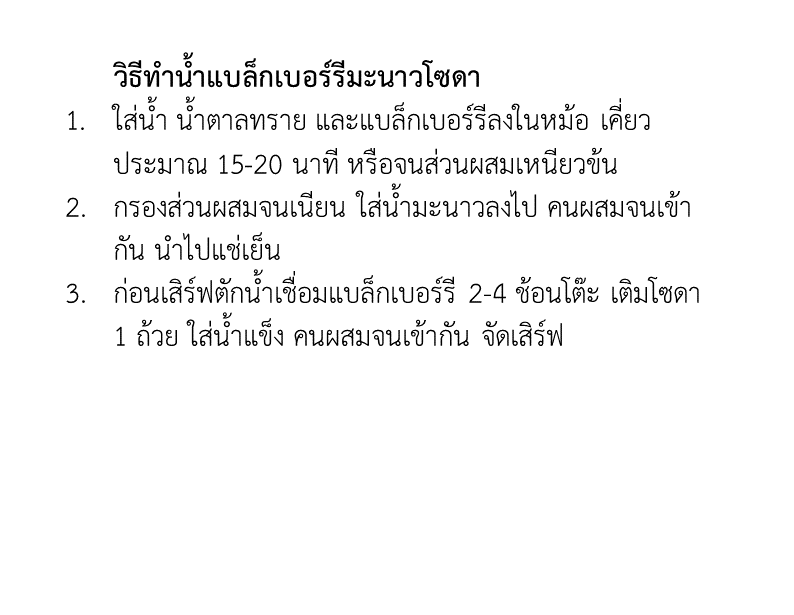 วิธีทำน้ำแบล็กเบอร์รีมะนาวโซดา
1. ใส่น้ำ น้ำตาลทราย และแบล็กเบอร์รีลงในหม้อ เคี่ยว
ประมาณ 15-20 นาที หรือจนส่วนผสมเหนียวข้น
2. กรองส่วนผสมจนเนียน ใส่น้ำมะนาวลงไป คนผสมจนเข้า
กัน นำไปแช่เย็น
3. ก่อนเสิร์ฟตักน้ำเชื่อมแบล็กเบอร์รี 2-4 ช้อนโต๊ะ เติมโซดา
1 ถ้วย ใส่น้ำแข็ง คนผสมจนเข้ากัน จัดเสิร์ฟ